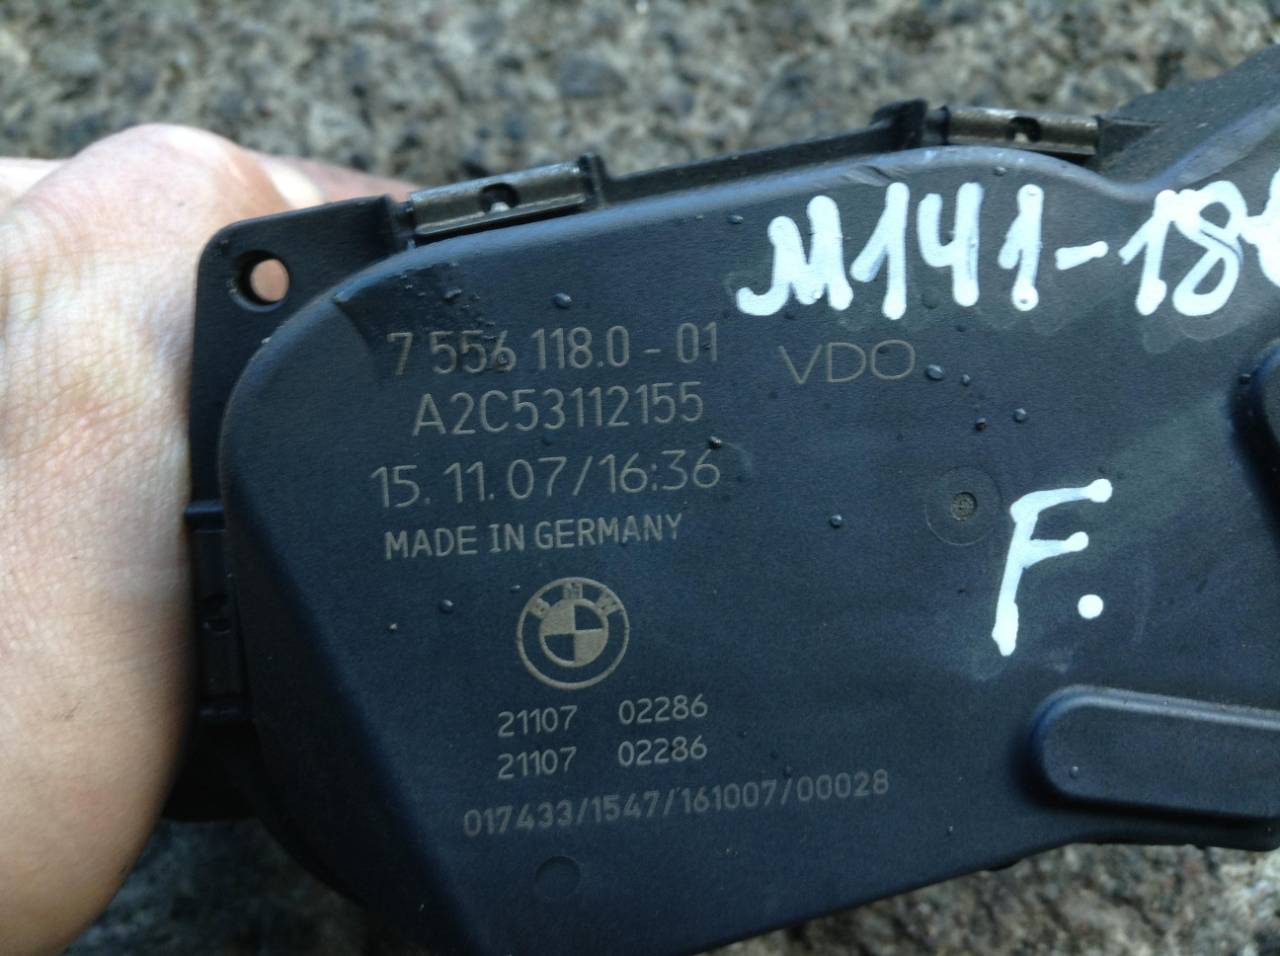 M141-18
7 556 118.0 - 01
VDO
A2C53112155
15.11.07/16:36
MADE IN GERMANY
F.
BMW
21107 02286
21107 02286
017433/1547/161007/00028